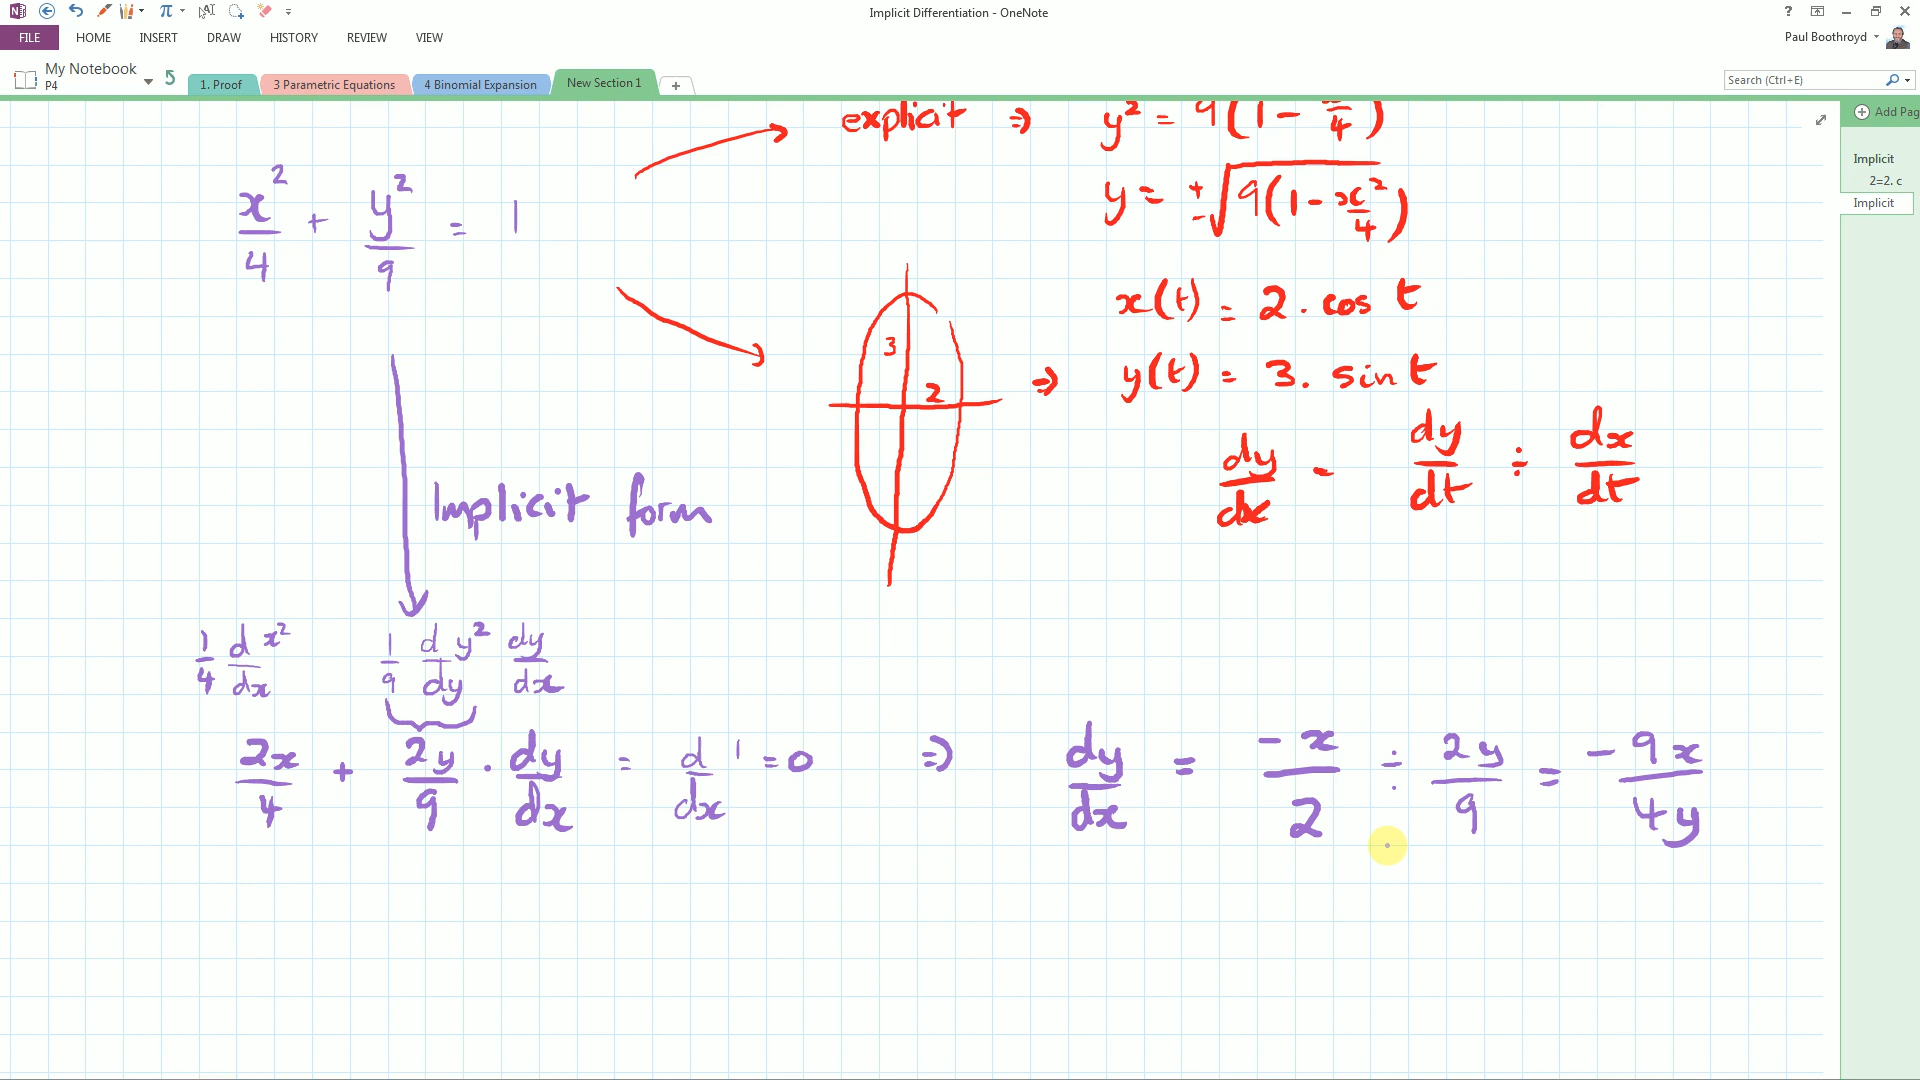 Implicit Differentiation - OneNote
?
FILE HOME INSERT DRAW HISTORY REVIEW VIEW
Paul Boothroyd
My Notebook
P4
1. Proof 3 Parametric Equations 4 Binomial Expansion New Section 1 +
Search (Ctrl+E)
Add Pag
Implicit
2=2. c
Implicit
explicit ⇒ y² = 9(1 - /4)
x²/4 + y²/9 = 1
y = ±√9(1 - x²/4)
x(t) = 2 . cos t
3
2
⇒ y(t) = 3. sin t
dy/dx = dy/dt ÷ dx/dt
Implicit form
1/4 d/dx x² 1/9 d/dy y² dy/dx
2x/4 + 2y/9 . dy/dx = d/dx 1 = 0 ⇒ dy/dx = -x/2 ÷ 2y/9 = -9x/4y